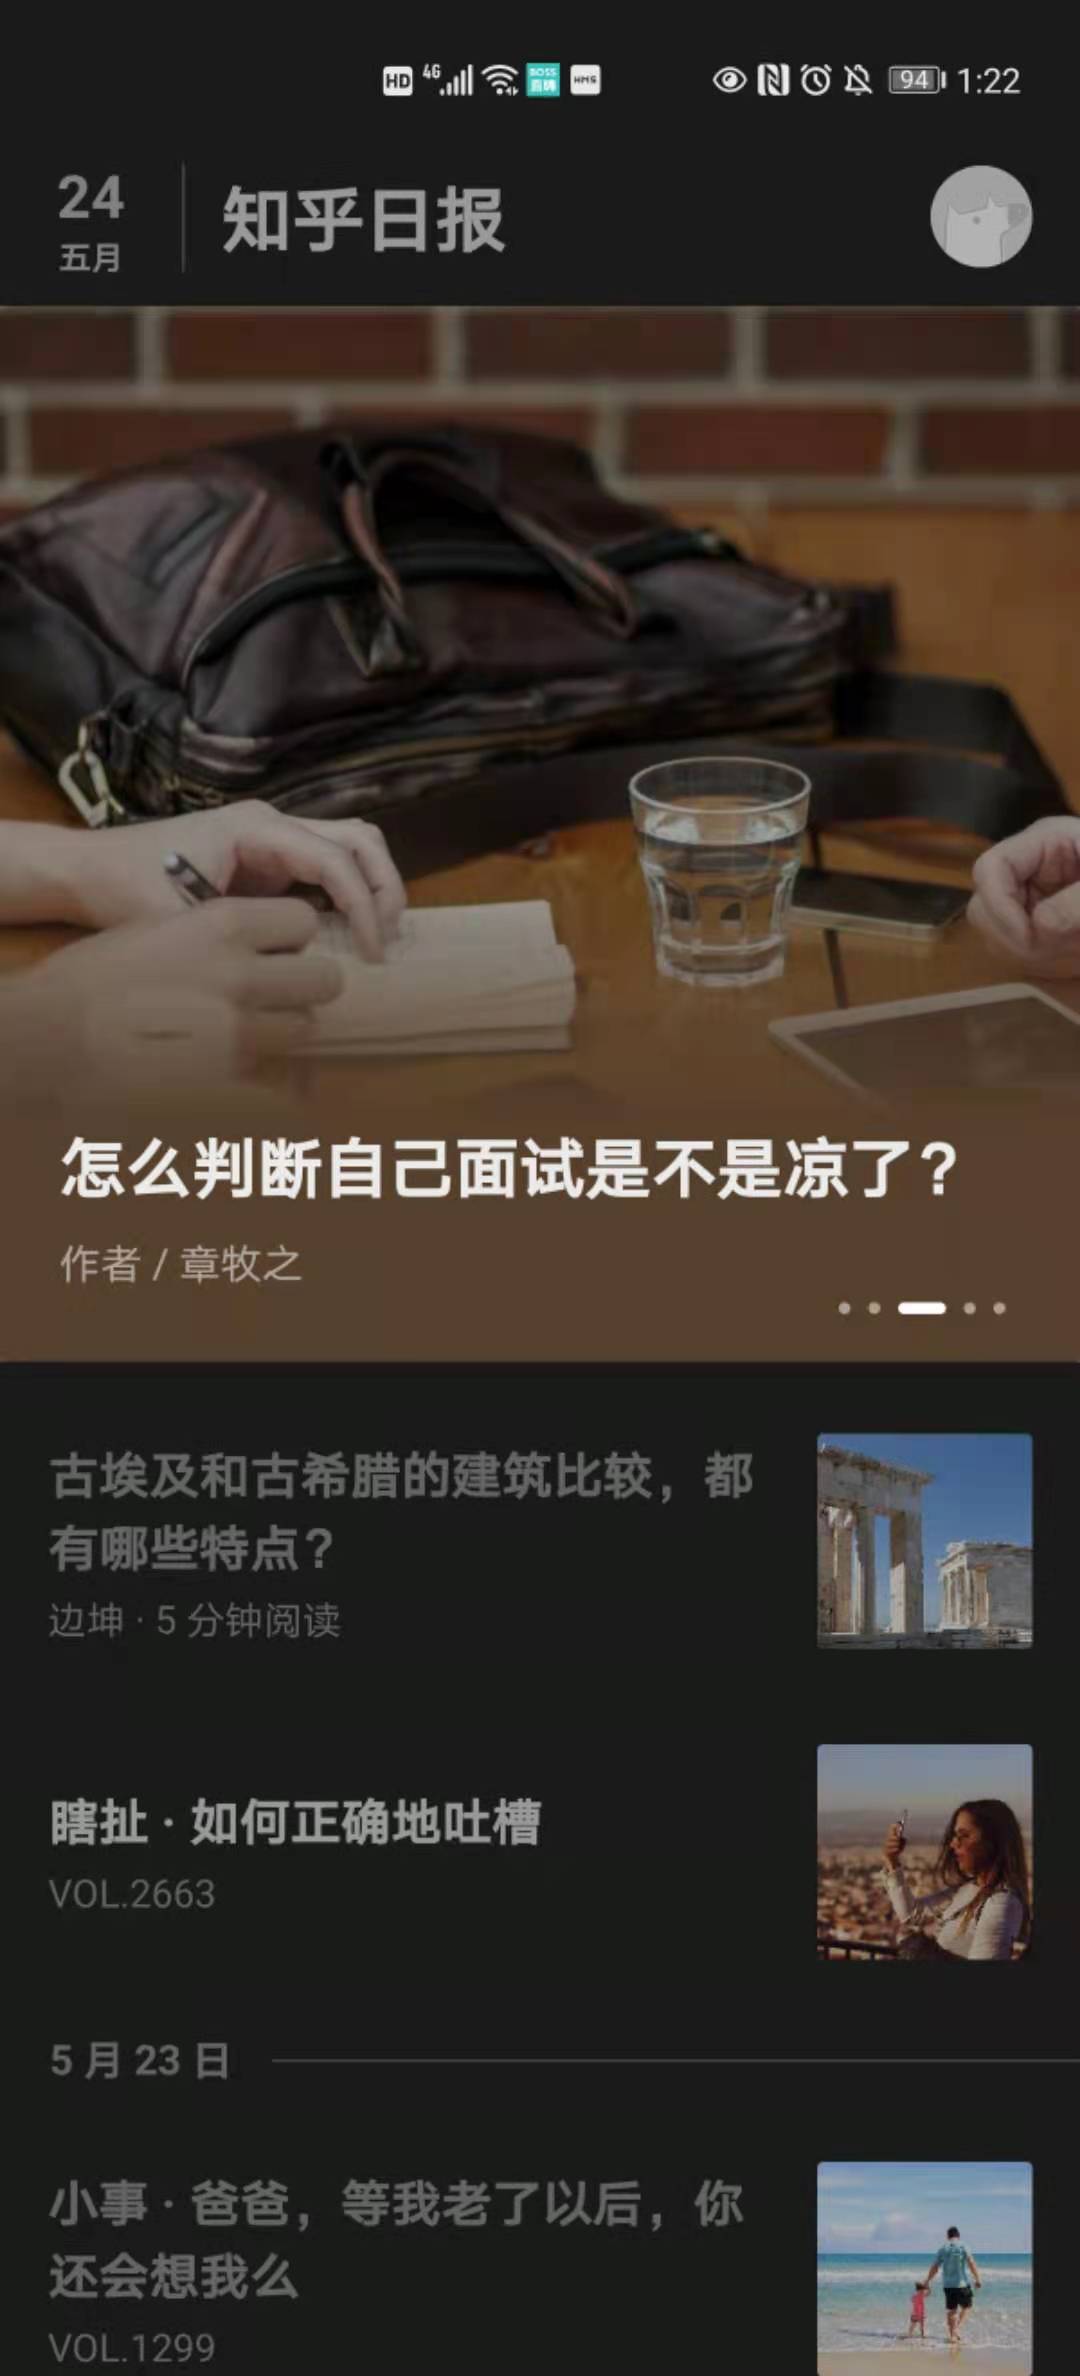 HD 4G BOSS直聘 HMS 94 1:22
24
五月
知乎日报
怎么判断自己面试是不是凉了？
作者 / 章牧之
古埃及和古希腊的建筑比较，都
有哪些特点？
边坤 · 5 分钟阅读
瞎扯 · 如何正确地吐槽
VOL.2663
5 月 23 日
小事 · 爸爸，等我老了以后，你
还会想我么
VOL.1299